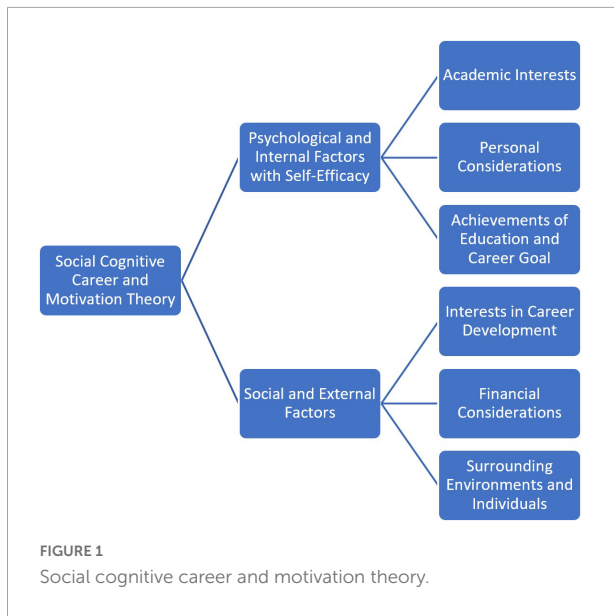 Social Cognitive
Career and
Motivation Theory
Psychological and
Internal Factors
with Self-Efficacy
Academic Interests
Personal
Considerations
Achievements of
Education and
Career Goal
Social and External
Factors
Interests in Career
Development
Financial
Considerations
Surrounding
Environments and
Individuals
FIGURE 1
Social cognitive career and motivation theory.